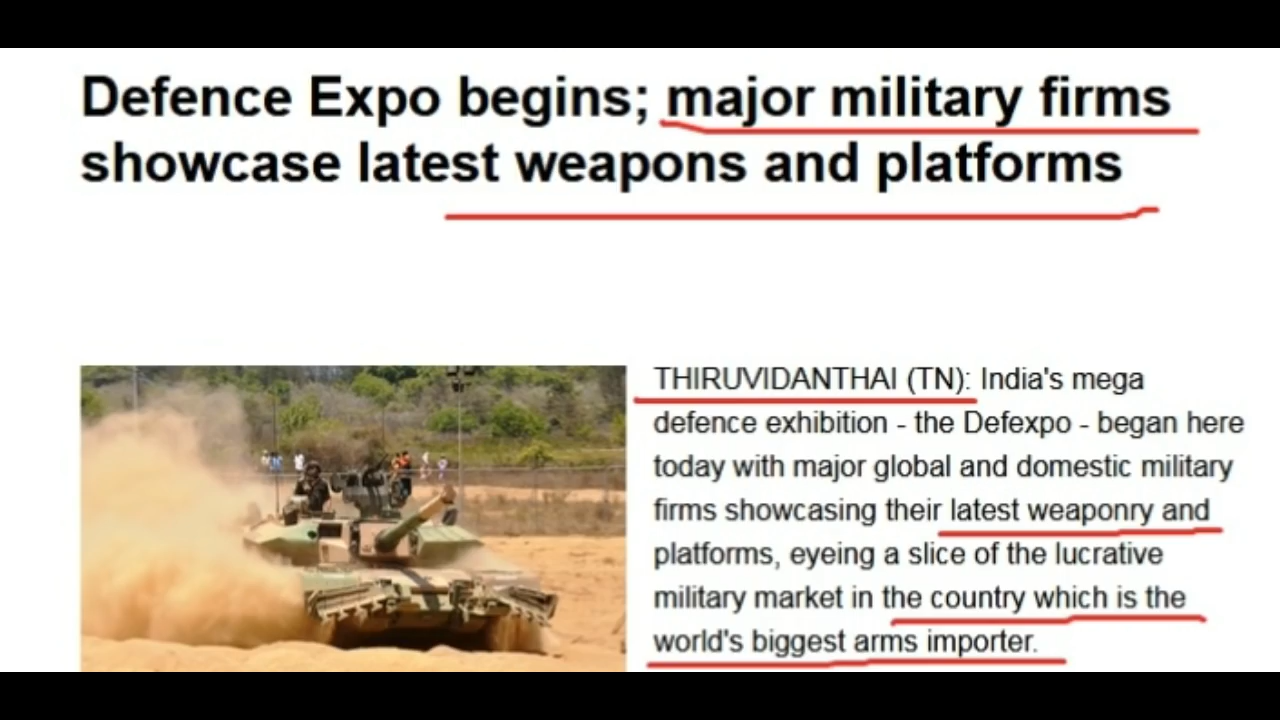 Defence Expo begins; major military firms
showcase latest weapons and platforms
THIRUVIDANTHAI (TN): India's mega
defence exhibition - the Defexpo - began here
today with major global and domestic military
firms showcasing their latest weaponry and
platforms, eyeing a slice of the lucrative
military market in the country which is the
world's biggest arms importer.